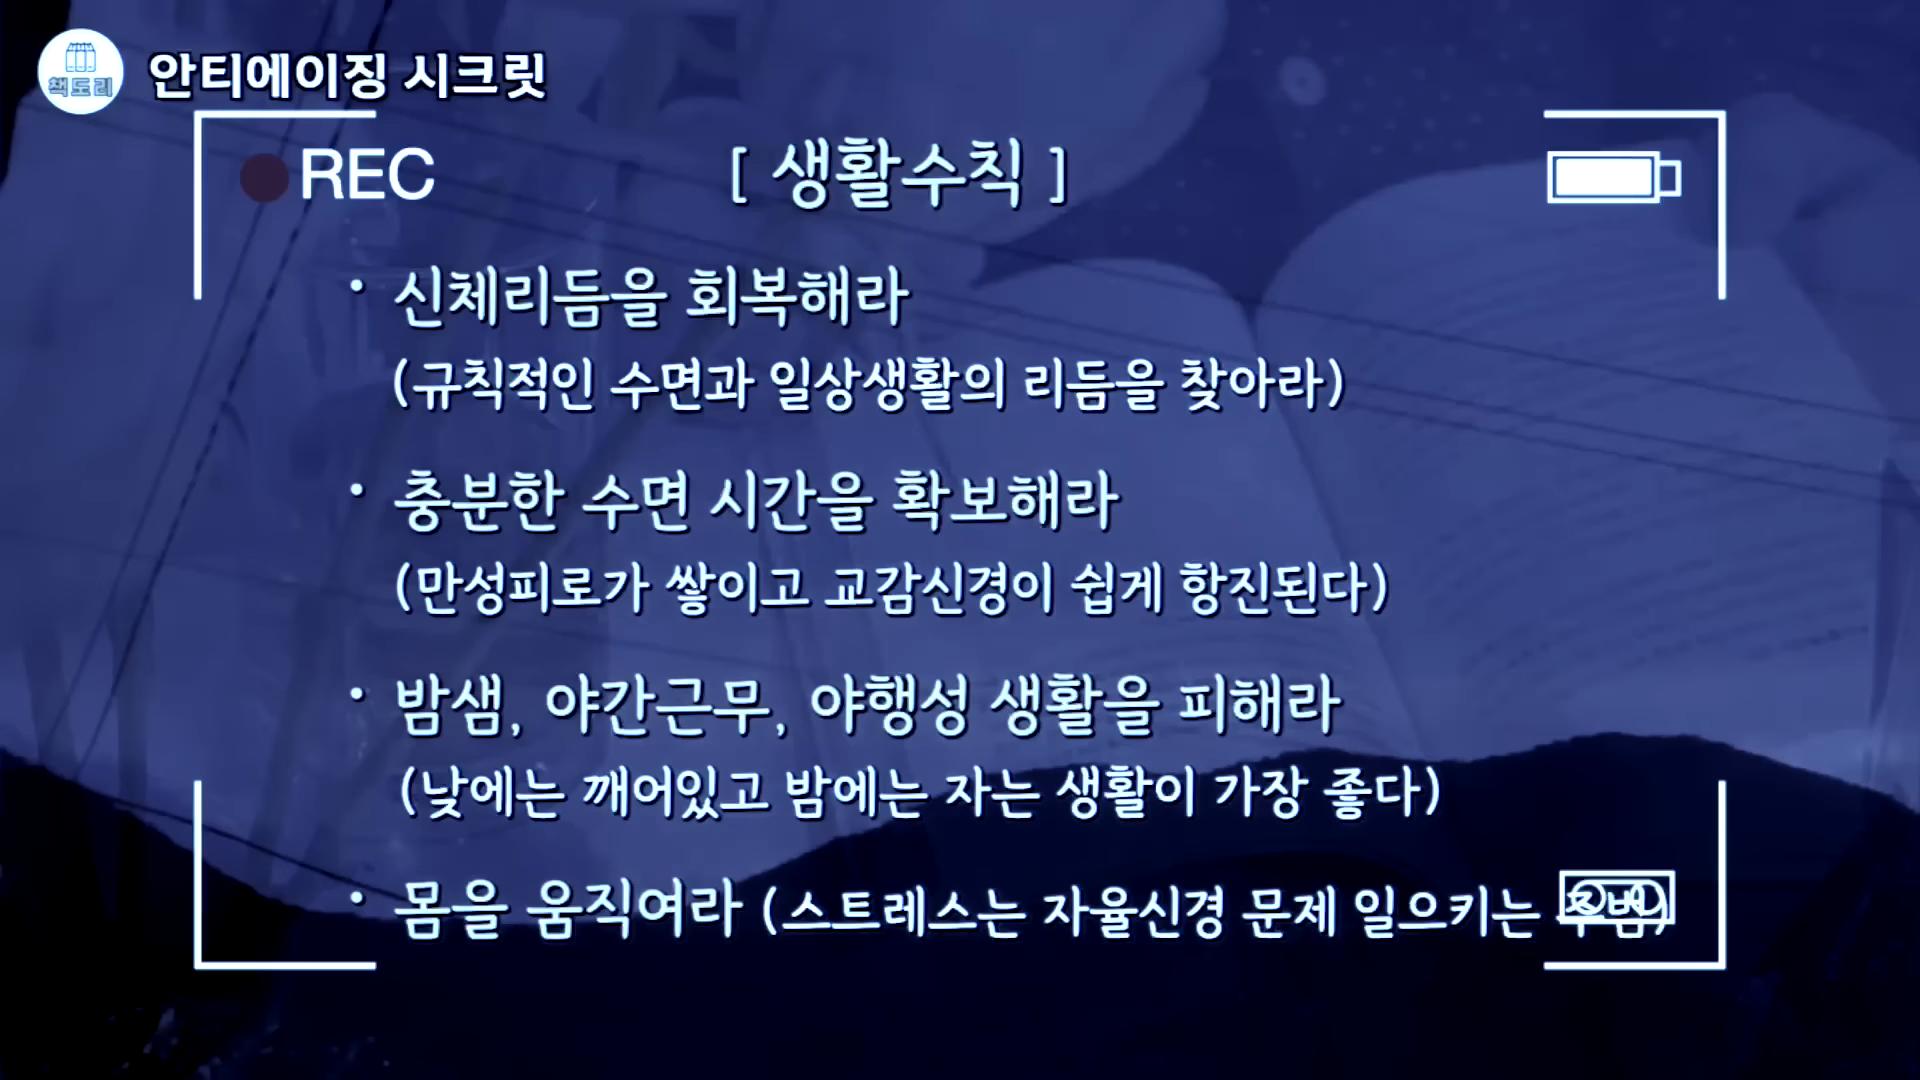 책도리
안티에이징 시크릿
REC
[ 생활수칙 ]
· 신체리듬을 회복해라
(규칙적인 수면과 일상생활의 리듬을 찾아라)
· 충분한 수면 시간을 확보해라
(만성피로가 쌓이고 교감신경이 쉽게 항진된다)
· 밤샘, 야간근무, 야행성 생활을 피해라
(낮에는 깨어있고 밤에는 자는 생활이 가장 좋다)
· 몸을 움직여라 (스트레스는 자율신경 문제 일으키는